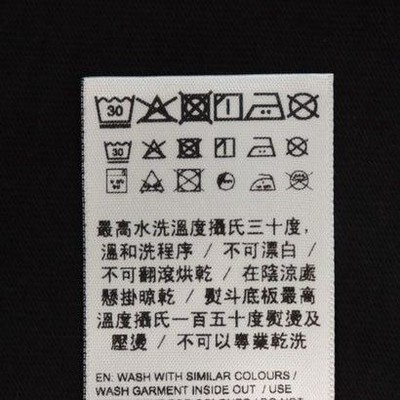 30
30
最高水洗溫度攝氏三十度,
溫和洗程序 / 不可漂白 /
不可翻滾烘乾 / 在陰涼處
懸掛晾乾 / 熨斗底板最高
溫度攝氏一百五十度熨燙及
壓燙 / 不可以專業乾洗
EN: WASH WITH SIMILAR COLOURS /
WASH GARMENT INSIDE OUT / USE